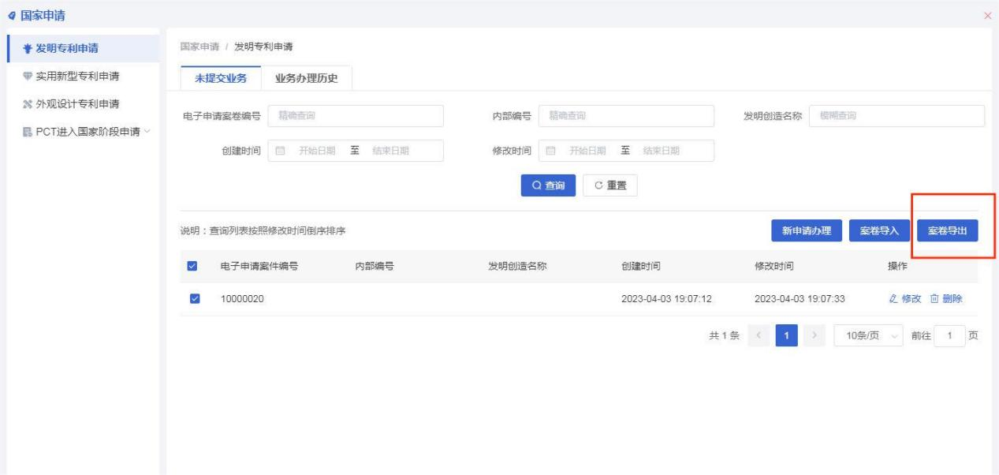 国家申请
发明专利申请
实用新型专利申请
外观设计专利申请
PCT进入国家阶段申请
国家申请 / 发明专利申请
未提交业务 业务办理历史
电子申请案卷编号 精确查询 内部编号 精确查询 发明创造名称 模糊查询
创建时间 开始日期 至 结束日期 修改时间 开始日期 至 结束日期
查询 重置
说明：查询列表按照修改时间倒序排序 新申请办理 案卷导入 案卷导出
电子申请案件编号 内部编号 发明创造名称 创建时间 修改时间 操作
10000020 2023-04-03 19:07:12 2023-04-03 19:07:33 修改 删除
共 1 条 < 1 > 10条/页 前往 1 页